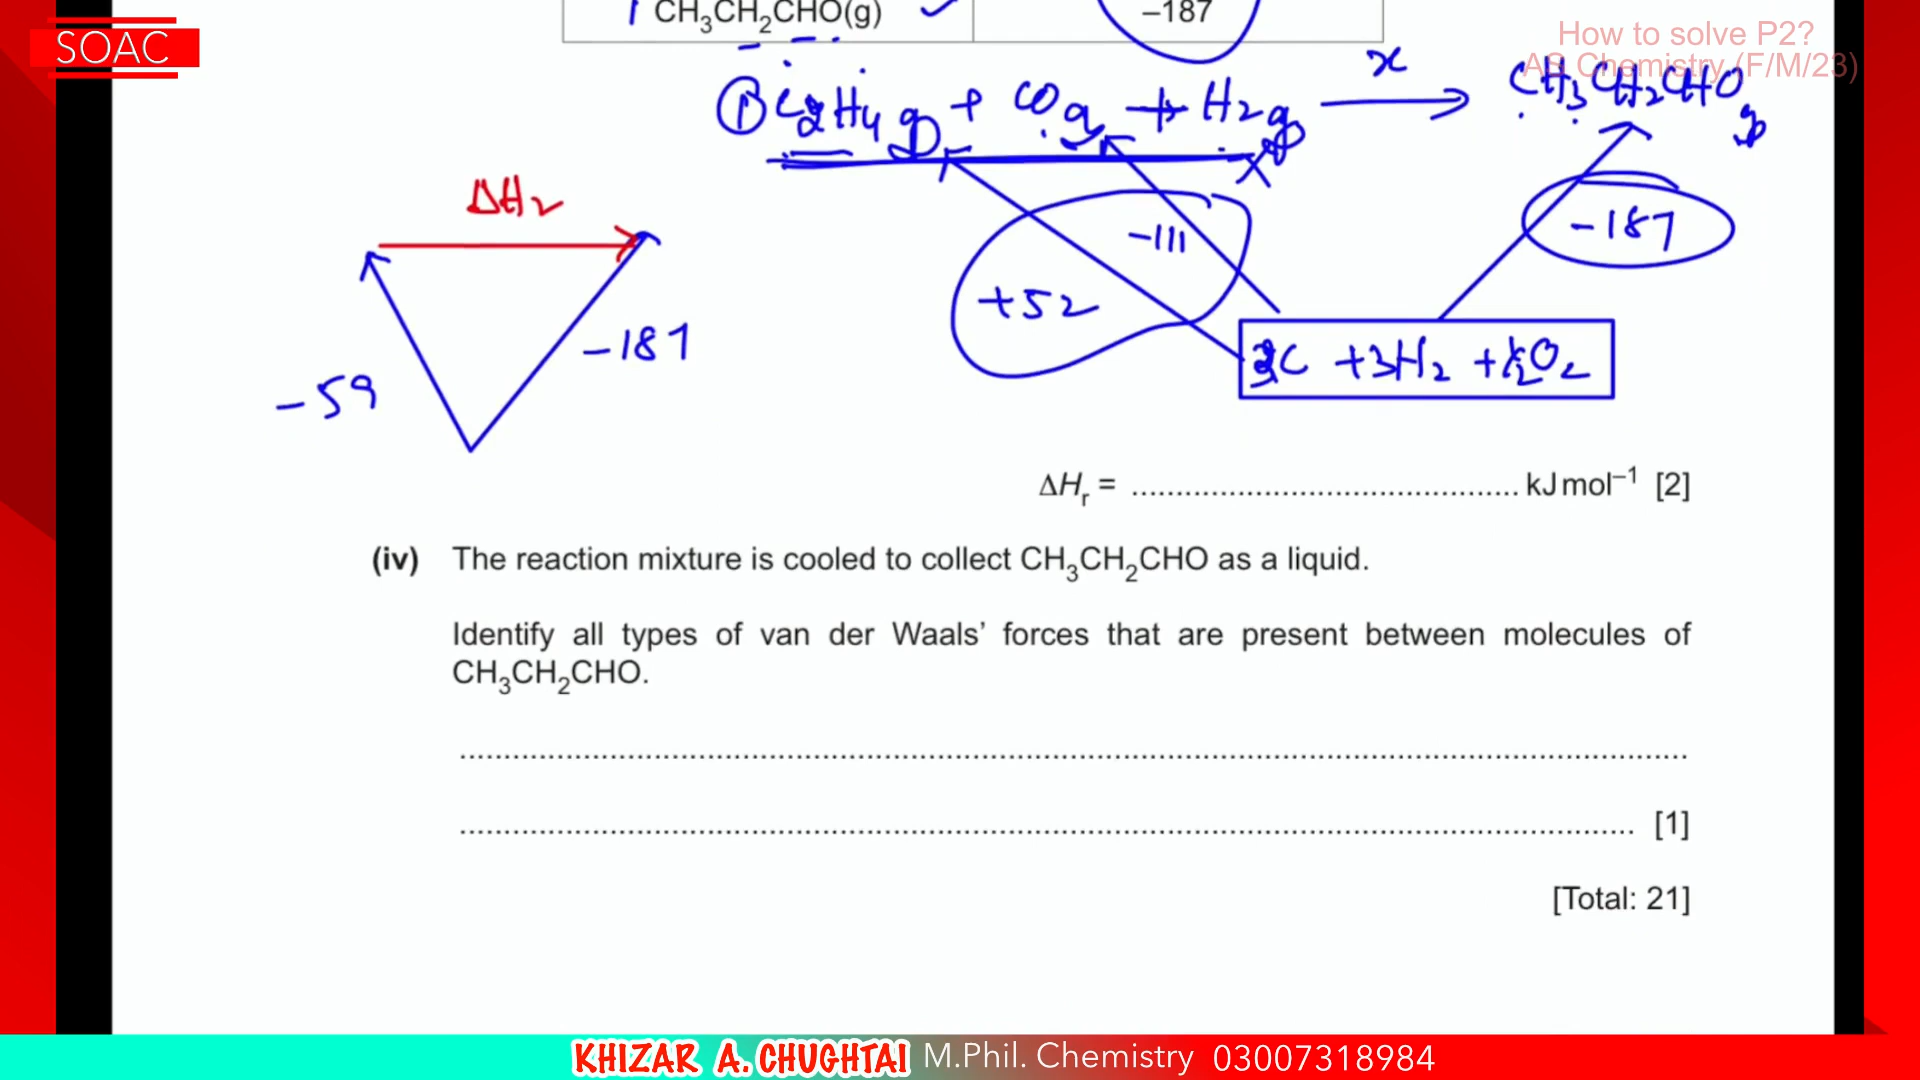 SOAC
How to solve P2?
AS Chemistry (F/M/23)
1 CH₃CH₂CHO(g) ✓ –187
① C₂H₄ g + CO g + H₂ g —x→ CH₃CH₂CHO g
ΔH₂
-111
-187
+52
-187
-59
3C + 3H₂ + ½O₂
ΔHᵣ = ........................................... kJ mol⁻¹ [2]
(iv) The reaction mixture is cooled to collect CH₃CH₂CHO as a liquid.
Identify all types of van der Waals’ forces that are present between molecules of
CH₃CH₂CHO.
[1]
[Total: 21]
KHIZAR A. CHUGHTAI M.Phil. Chemistry 03007318984